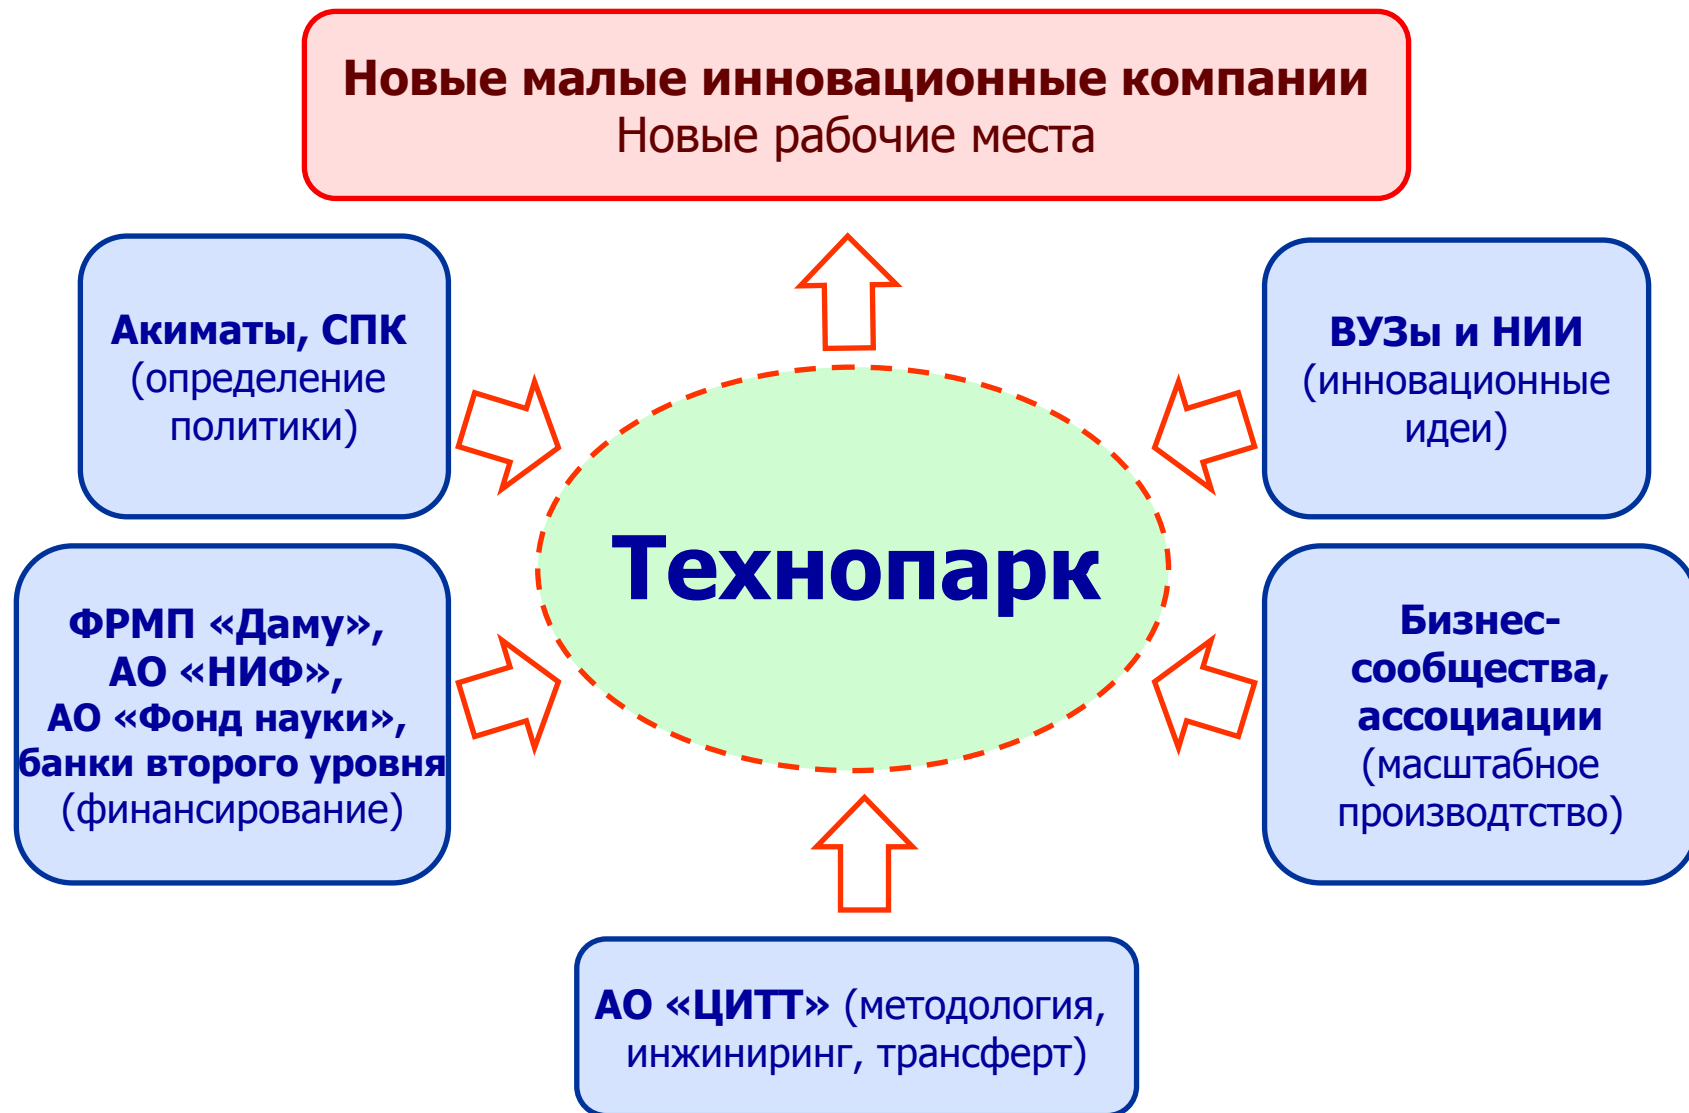 Новые малые инновационные компании
Новые рабочие места
Акиматы, СПК
(определение
политики)
ВУЗы и НИИ
(инновационные
идеи)
Технопарк
ФРМП «Даму»,
АО «НИФ»,
АО «Фонд науки»,
банки второго уровня
(финансирование)
Бизнес-
сообщества,
ассоциации
(масштабное
производтство)
АО «ЦИТТ» (методология,
инжиниринг, трансферт)